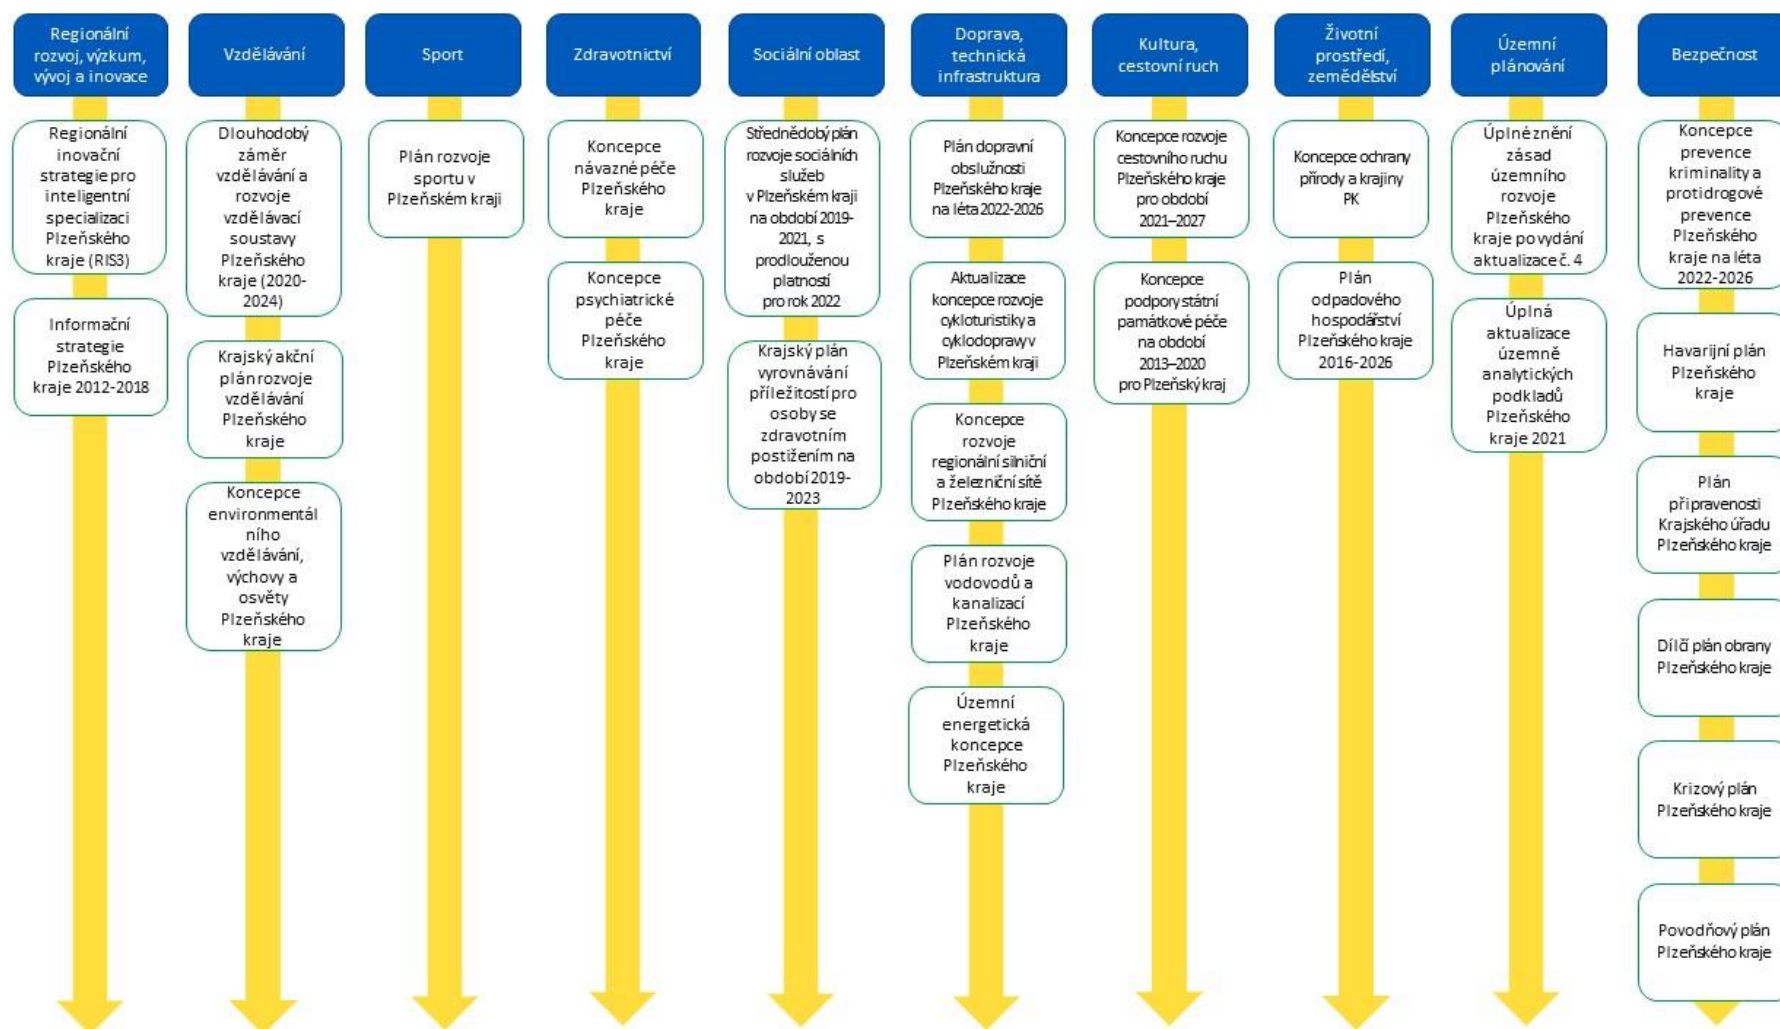 Regionální
rozvoj, výzkum,
vývoj a inovace
Regionální
inovační
strategie pro
inteligentní
specializaci
Plzeňského
kraje (RIS3)
Informační
strategie
Plzeňského
kraje 2012-2018
Vzdělávání
Dlouhodobý
záměr
vzdělávání a
rozvoje
vzdělávací
soustavy
Plzeňského
kraje (2020-
2024)
Krajský akční
plán rozvoje
vzdělávání
Plzeňského
kraje
Koncepce
environmentál
ního
vzdělávání,
výchovy a
osvěty
Plzeňského
kraje
Sport
Plán rozvoje
sportu v
Plzeňském kraji
Zdravotnictví
Koncepce
návazné péče
Plzeňského
kraje
Koncepce
psychiatrické
péče
Plzeňského
kraje
Sociální oblast
Střednědobý plán
rozvoje sociálních
služeb
v Plzeňském kraji
na období 2019-
2021, s
prodlouženou
platností
pro rok 2022
Krajský plán
vyrovnávání
příležitostí pro
osoby se
zdravotním
postižením na
období 2019-
2023
Doprava,
technická
infrastruktura
Plán dopravní
obslužnosti
Plzeňského kraje
na léta 2022-2026
Aktualizace
koncepce rozvoje
cykloturistiky a
cyklodopravy v
Plzeňském kraji
Koncepce
rozvoje
regionální silniční
a železniční sítě
Plzeňského kraje
Plán rozvoje
vodovodů a
kanalizací
Plzeňského
kraje
Územní
energetická
koncepce
Plzeňského
kraje
Kultura,
cestovní ruch
Koncepce rozvoje
cestovního ruchu
Plzeňského kraje
pro období
2021–2027
Koncepce
podpory státní
památkové péče
na období
2013–2020
pro Plzeňský kraj
Životní
prostředí,
zemědělství
Koncepce ochrany
přírody a krajiny
PK
Plán
odpadového
hospodářství
Plzeňského kraje
2016-2026
Územní
plánování
Úplné znění
zásad
územního
rozvoje
Plzeňského
kraje po vydání
aktualizace č. 4
Úplná
aktualizace
územně
analytických
podkladů
Plzeňského
kraje 2021
Bezpečnost
Koncepce
prevence
kriminality a
protidrogové
prevence
Plzeňského
kraje na léta
2022-2026
Havarijní plán
Plzeňského
kraje
Plán
připravenosti
Krajského úřadu
Plzeňského kraje
Dílčí plán obrany
Plzeňského kraje
Krizový plán
Plzeňského kraje
Povodňový plán
Plzeňského kraje